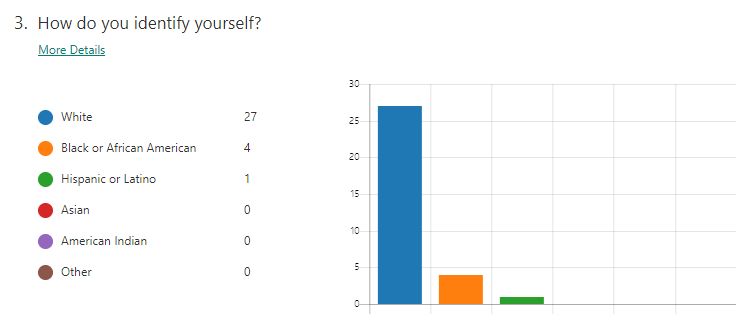 3. How do you identify yourself?
More Details
White 27
Black or African American 4
Hispanic or Latino 1
Asian 0
American Indian 0
Other 0
30
25
20
15
10
5
0